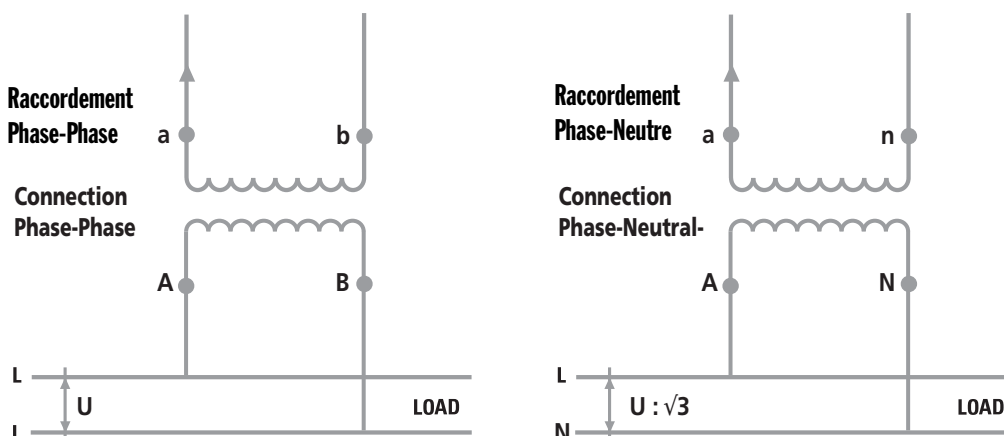 Raccordement
Phase-Phase
a
b
Connection
Phase-Phase
A
B
L
U
LOAD
L
Raccordement
Phase-Neutre
a
n
Connection
Phase-Neutral-
A
N
L
U : √3
LOAD
N